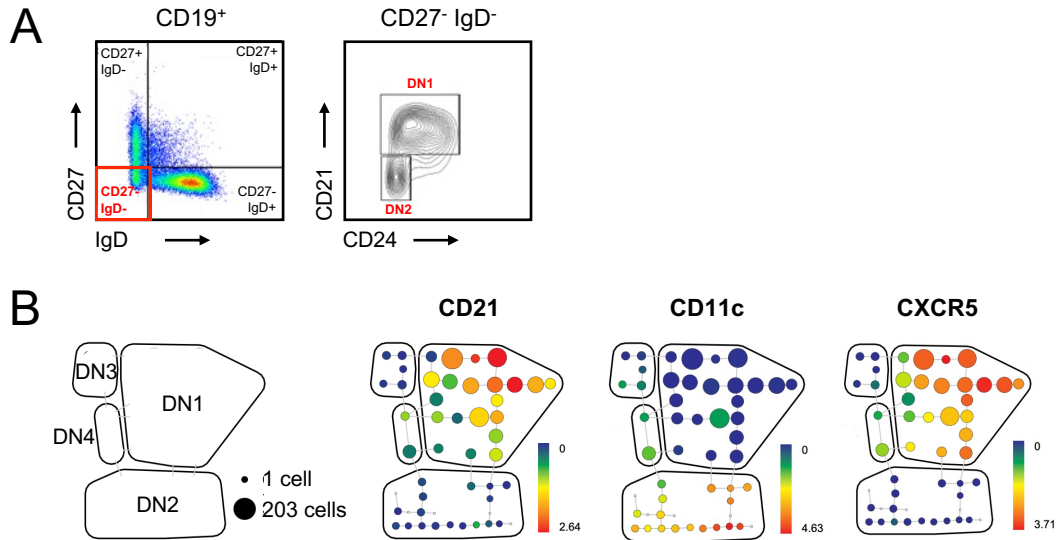 A
CD19+
CD27- IgD-
CD27+
IgD-
CD27+
IgD+
CD27-
IgD-
CD27-
IgD+
CD27
IgD
DN1
DN2
CD21
CD24
B
DN3
DN1
DN4
DN2
1 cell
203 cells
CD21
0
2.64
CD11c
0
4.63
CXCR5
0
3.71